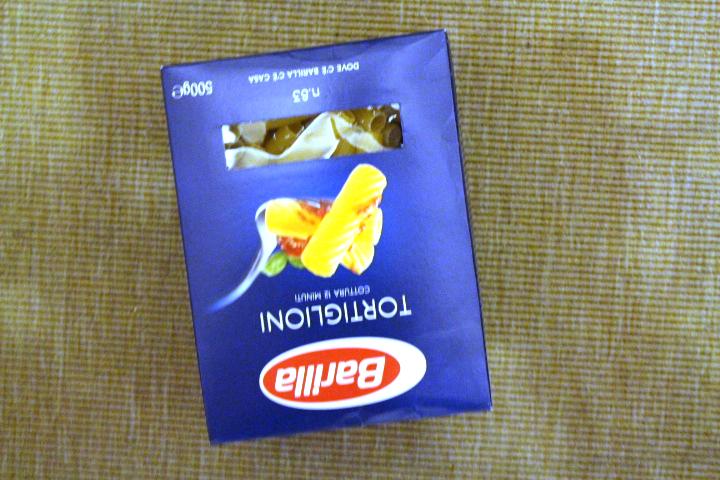 Barilla
TORTIGLIONI
COTTURA 12 MINUTI
n.83
DOVE C'È BARILLA C'È CASA
500g℮